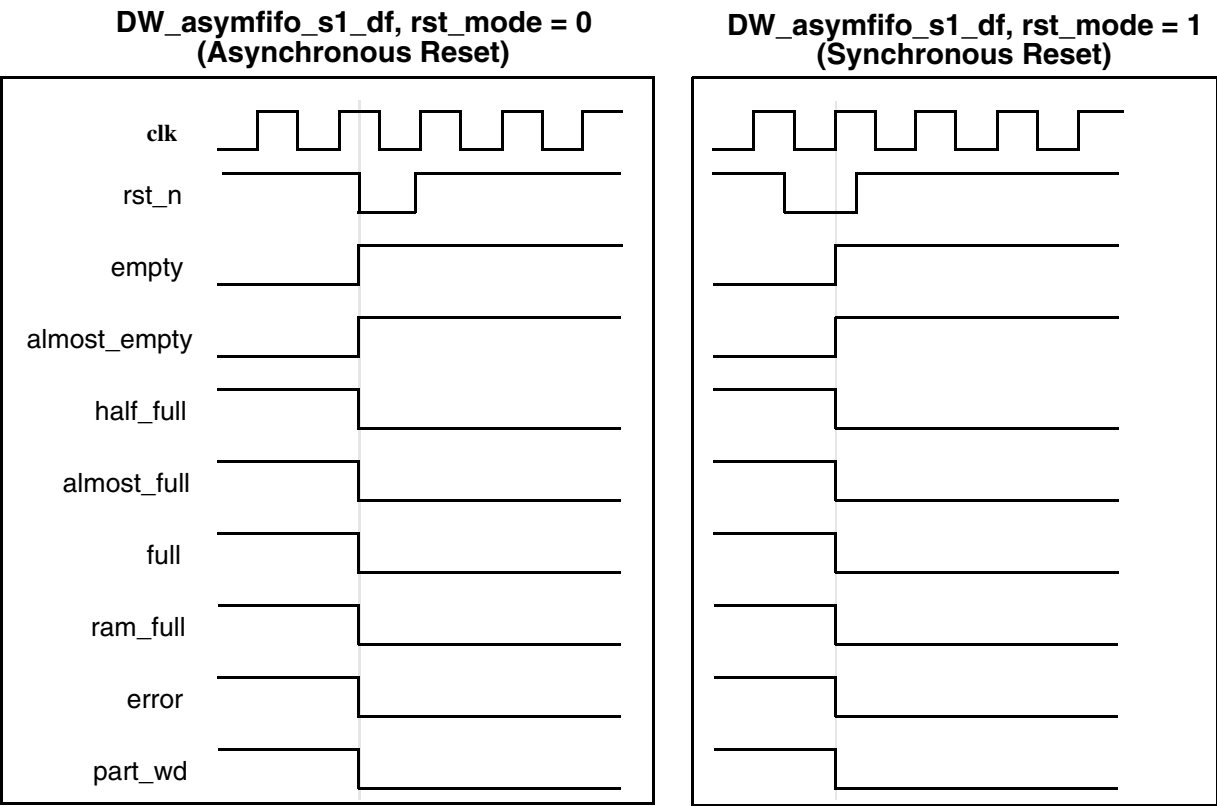 DW_asymfifo_s1_df, rst_mode = 0
(Asynchronous Reset)
DW_asymfifo_s1_df, rst_mode = 1
(Synchronous Reset)
clk
rst_n
empty
almost_empty
half_full
almost_full
full
ram_full
error
part_wd